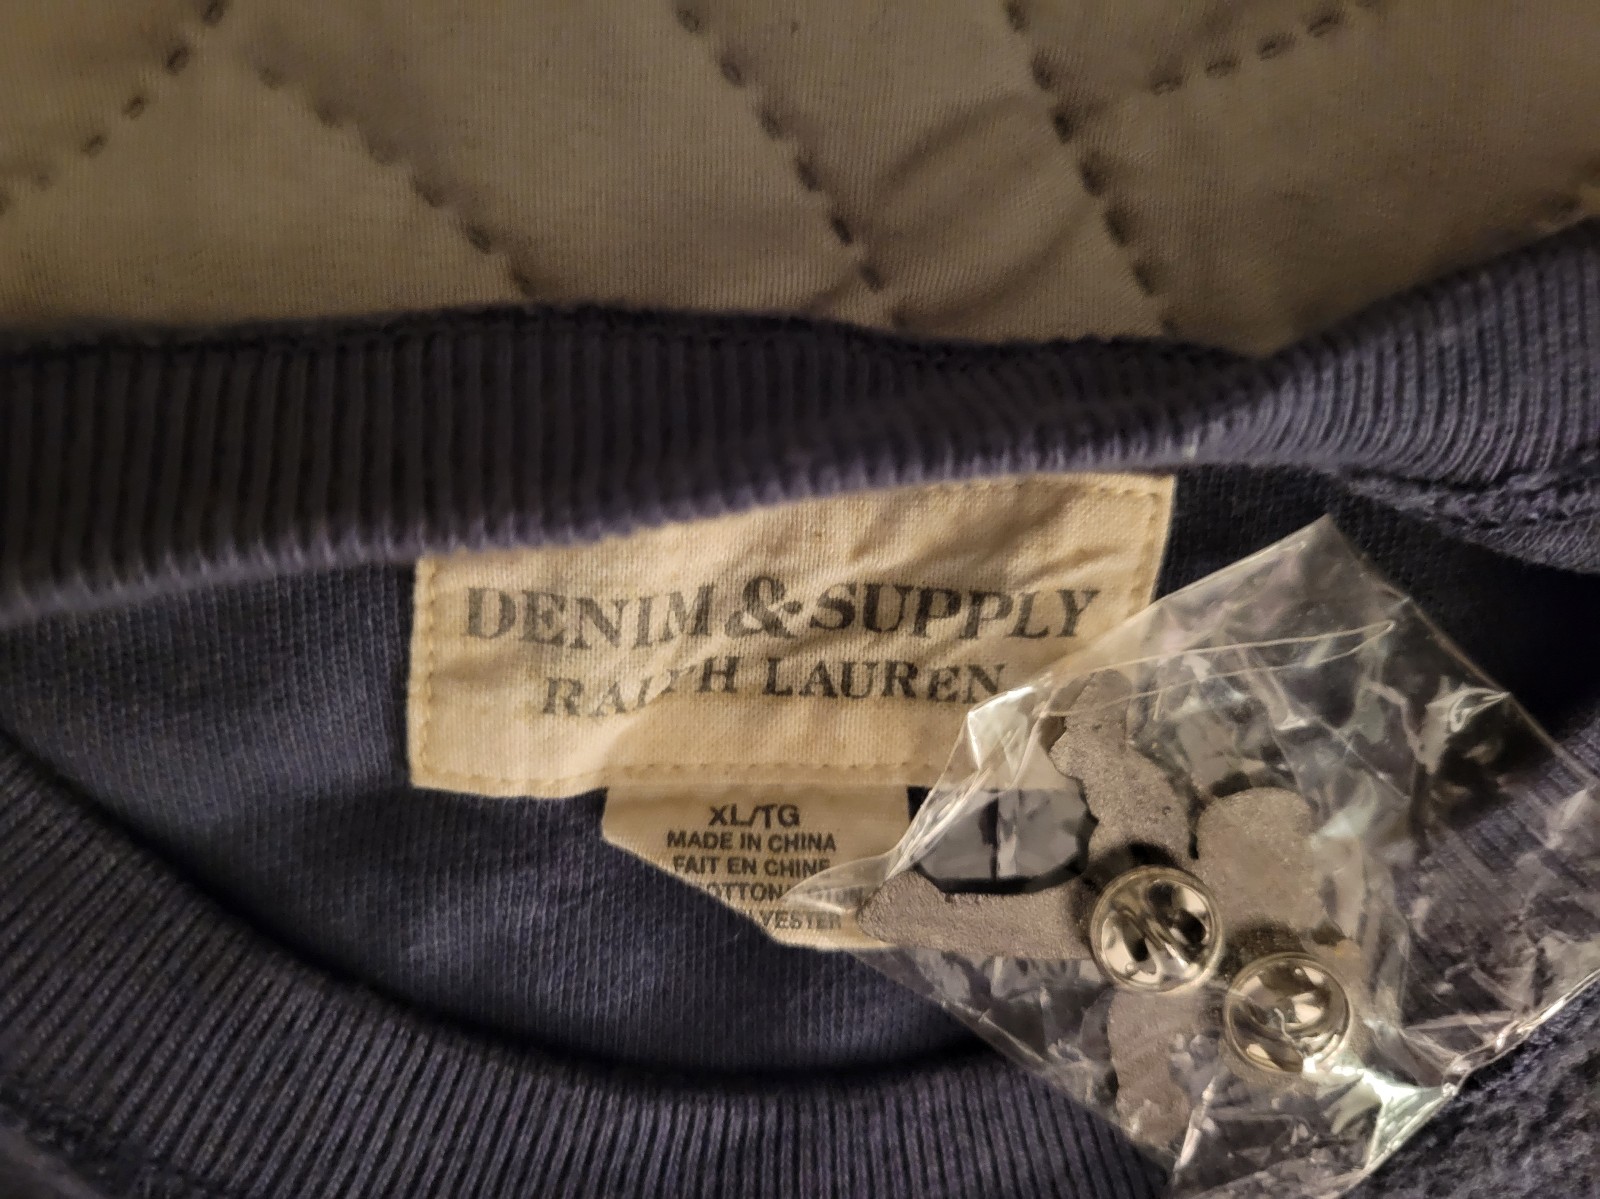 DENIM & SUPPLY
RALPH LAUREN
XL/TG
MADE IN CHINA
FAIT EN CHINE